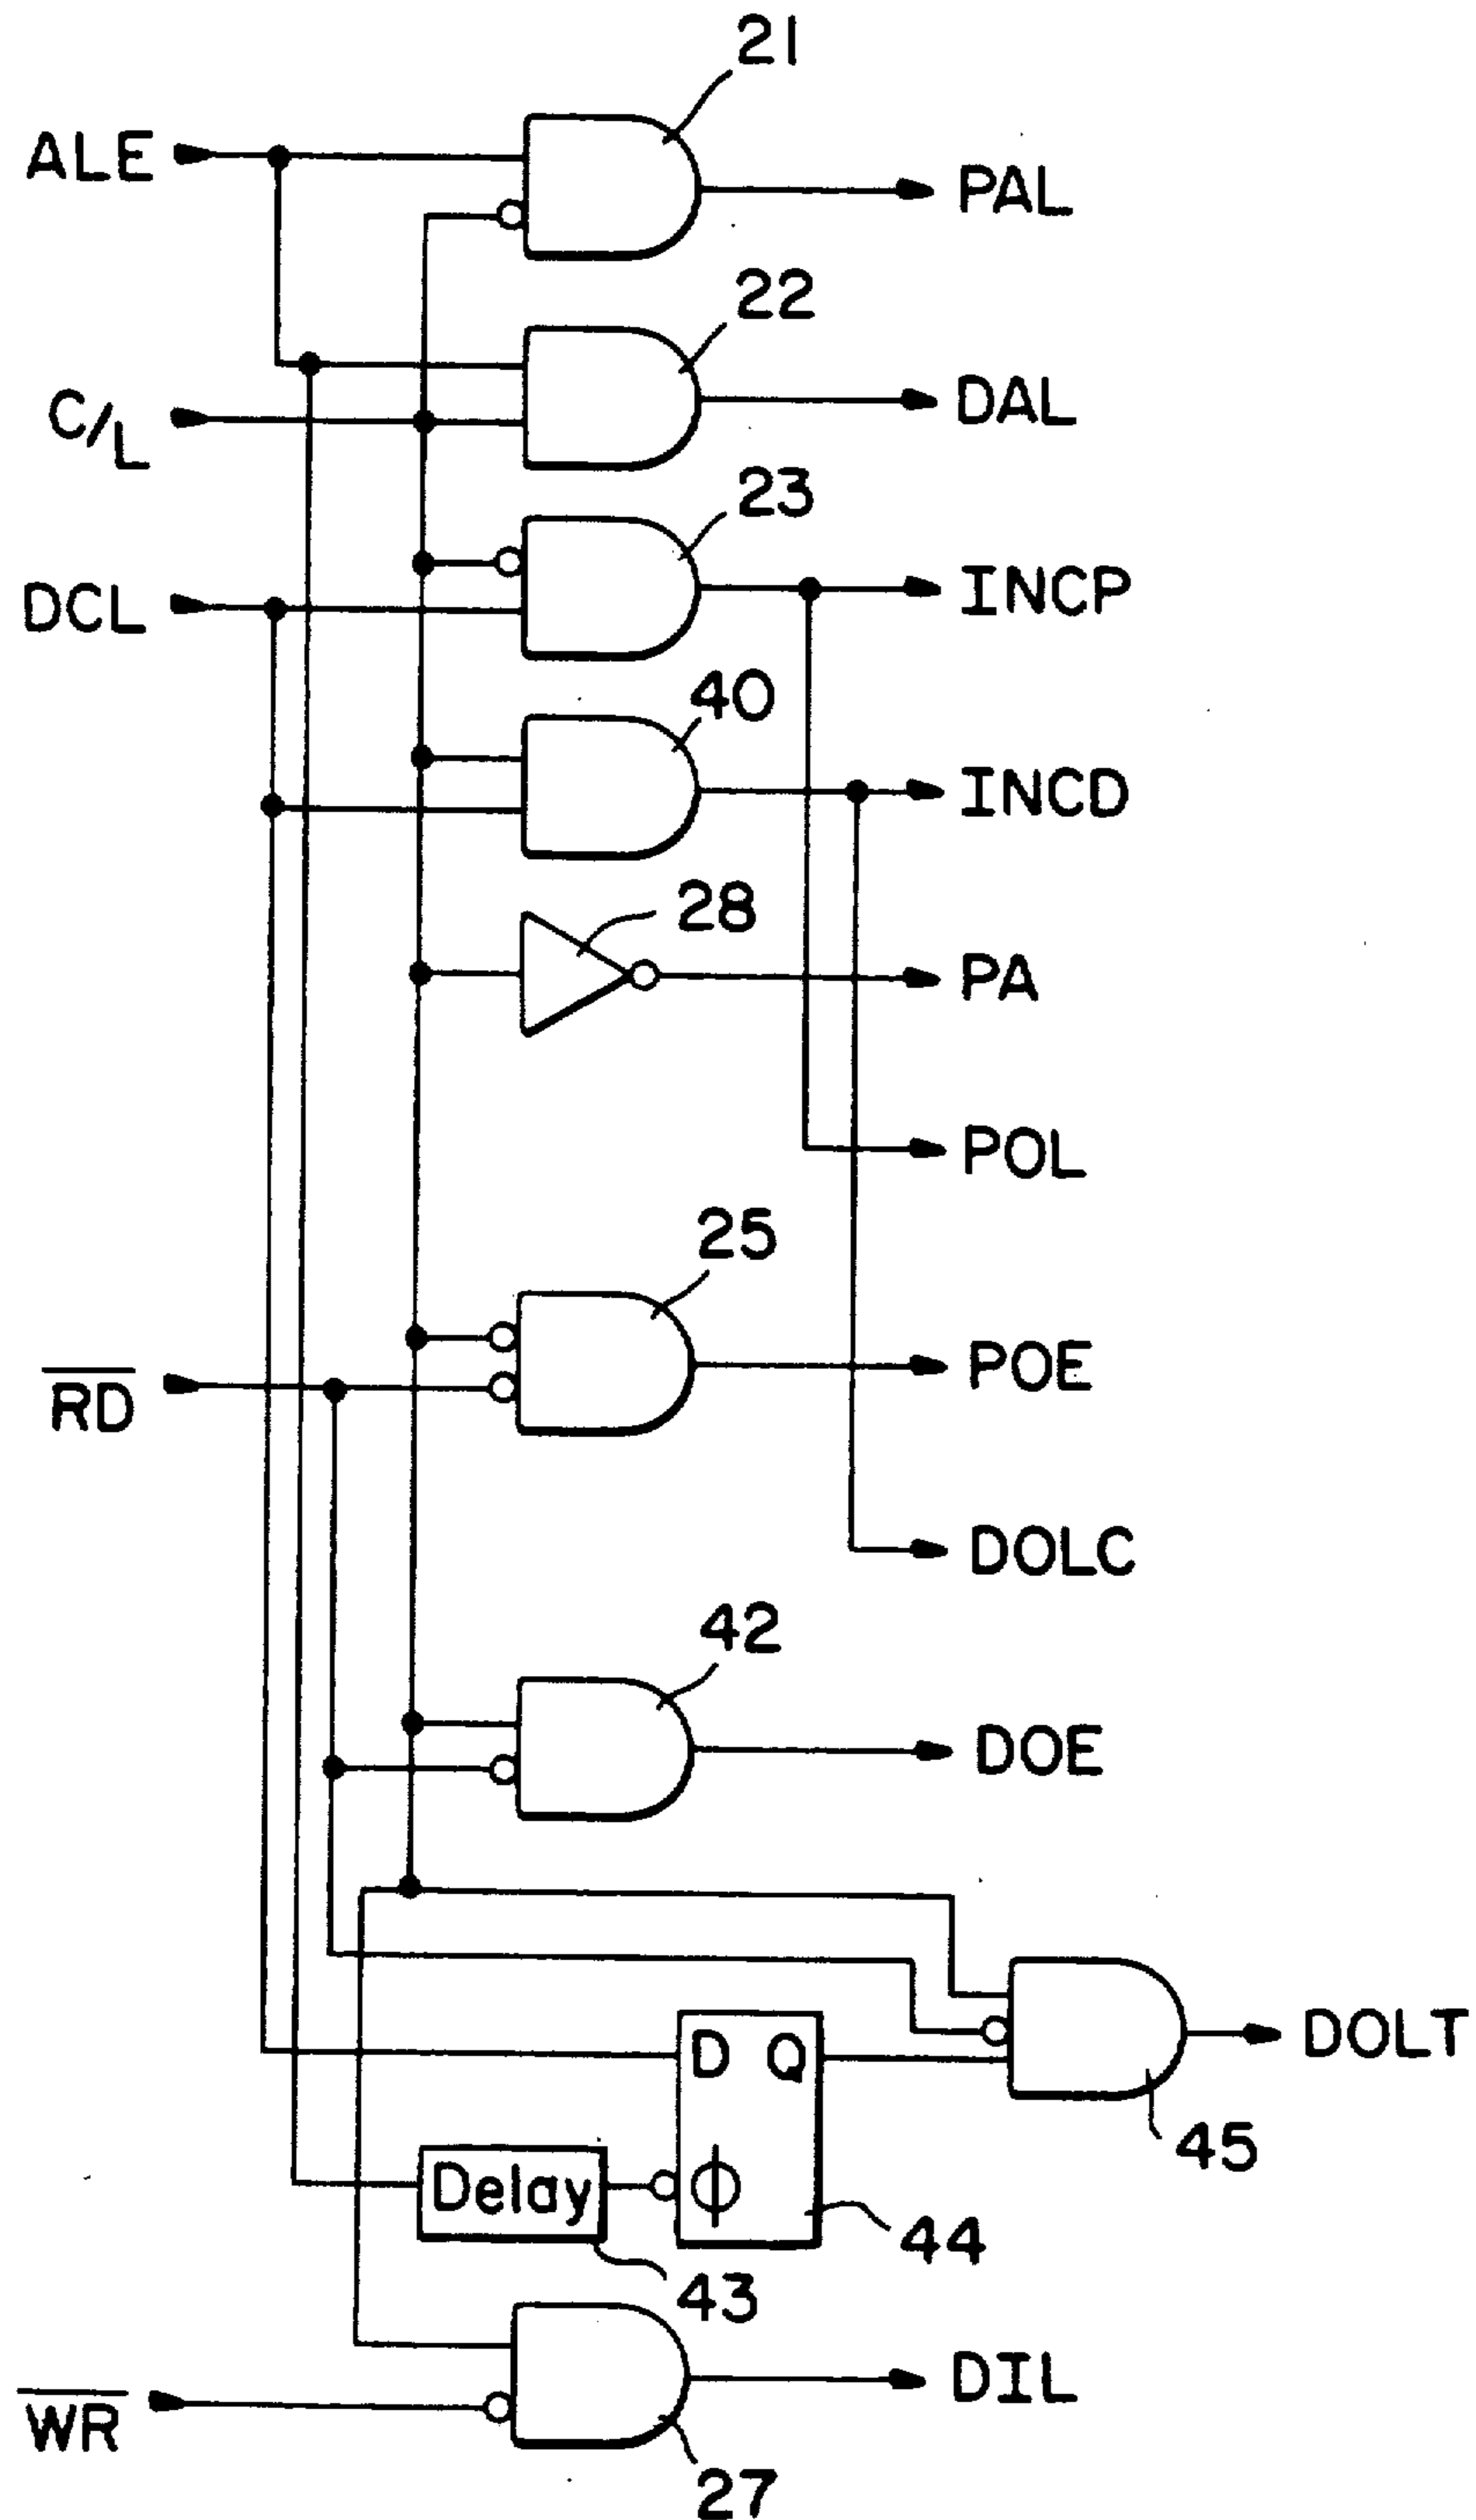 21
ALE
PAL
22
C/L
DAL
23
DCL
INCP
40
INCD
28
PA
POL
25
RD
POE
DOLC
42
DOE
D Q
DOLT
45
Delay
ϕ
44
43
WR
DIL
27